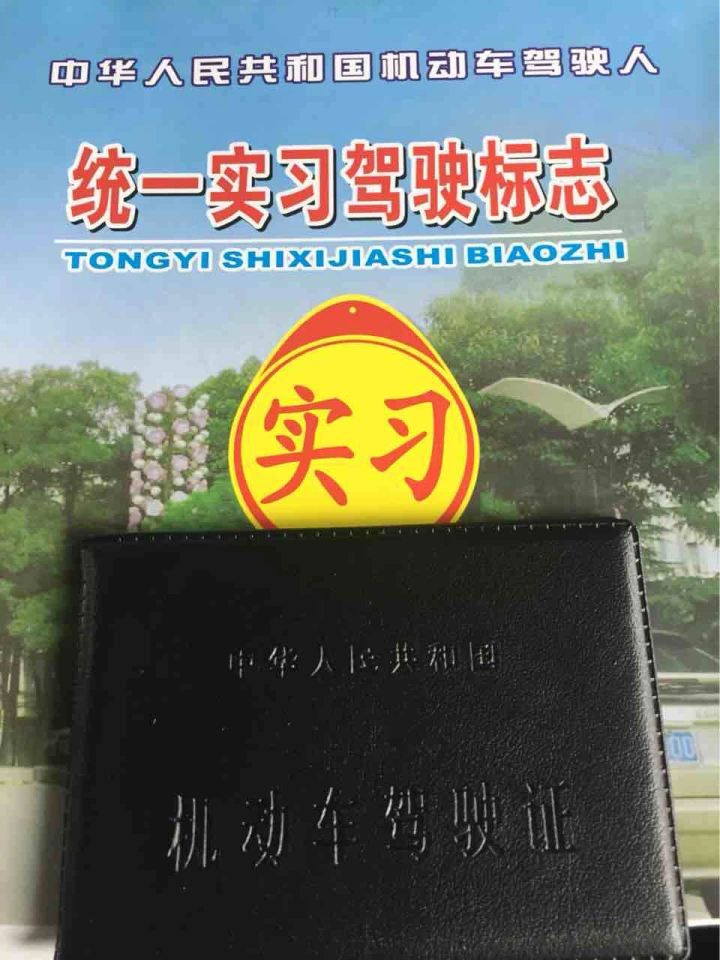 中华人民共和国机动车驾驶人
统一实习驾驶标志
TONGYI SHIXIJIASHI BIAOZHI
实习
中华人民共和国
机动车驾驶证